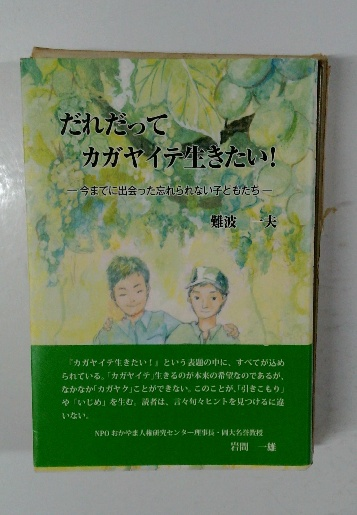 だれだって
カガヤイテ生きたい!
―今までに出会った忘れられない子どもたち―
難波 一夫
『カガヤイテ生きたい！』という表題の中に、すべてが込め
られている。「カガヤイテ」生きるのが本来の希望なのであるが、
なかなか「カガヤク」ことができない。このことが、「引きこもり」
や「いじめ」を生む。読者は、言々句々ヒントを見つけるに違
いない。
NPOおかやま人権研究センター理事長・岡大名誉教授
岩間 一雄